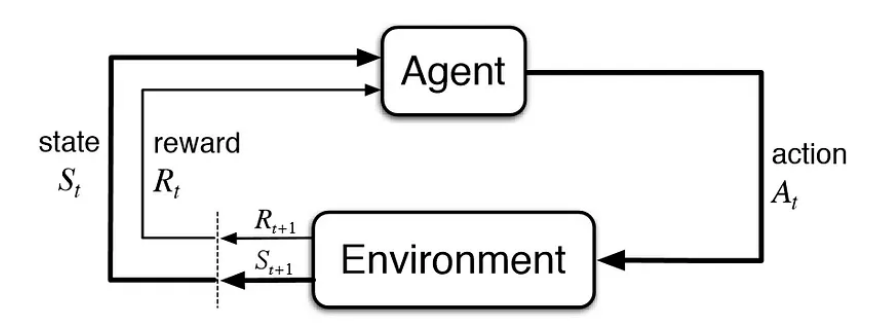 Agent
state
S_t
reward
R_t
action
A_t
R_{t+1}
S_{t+1}
Environment